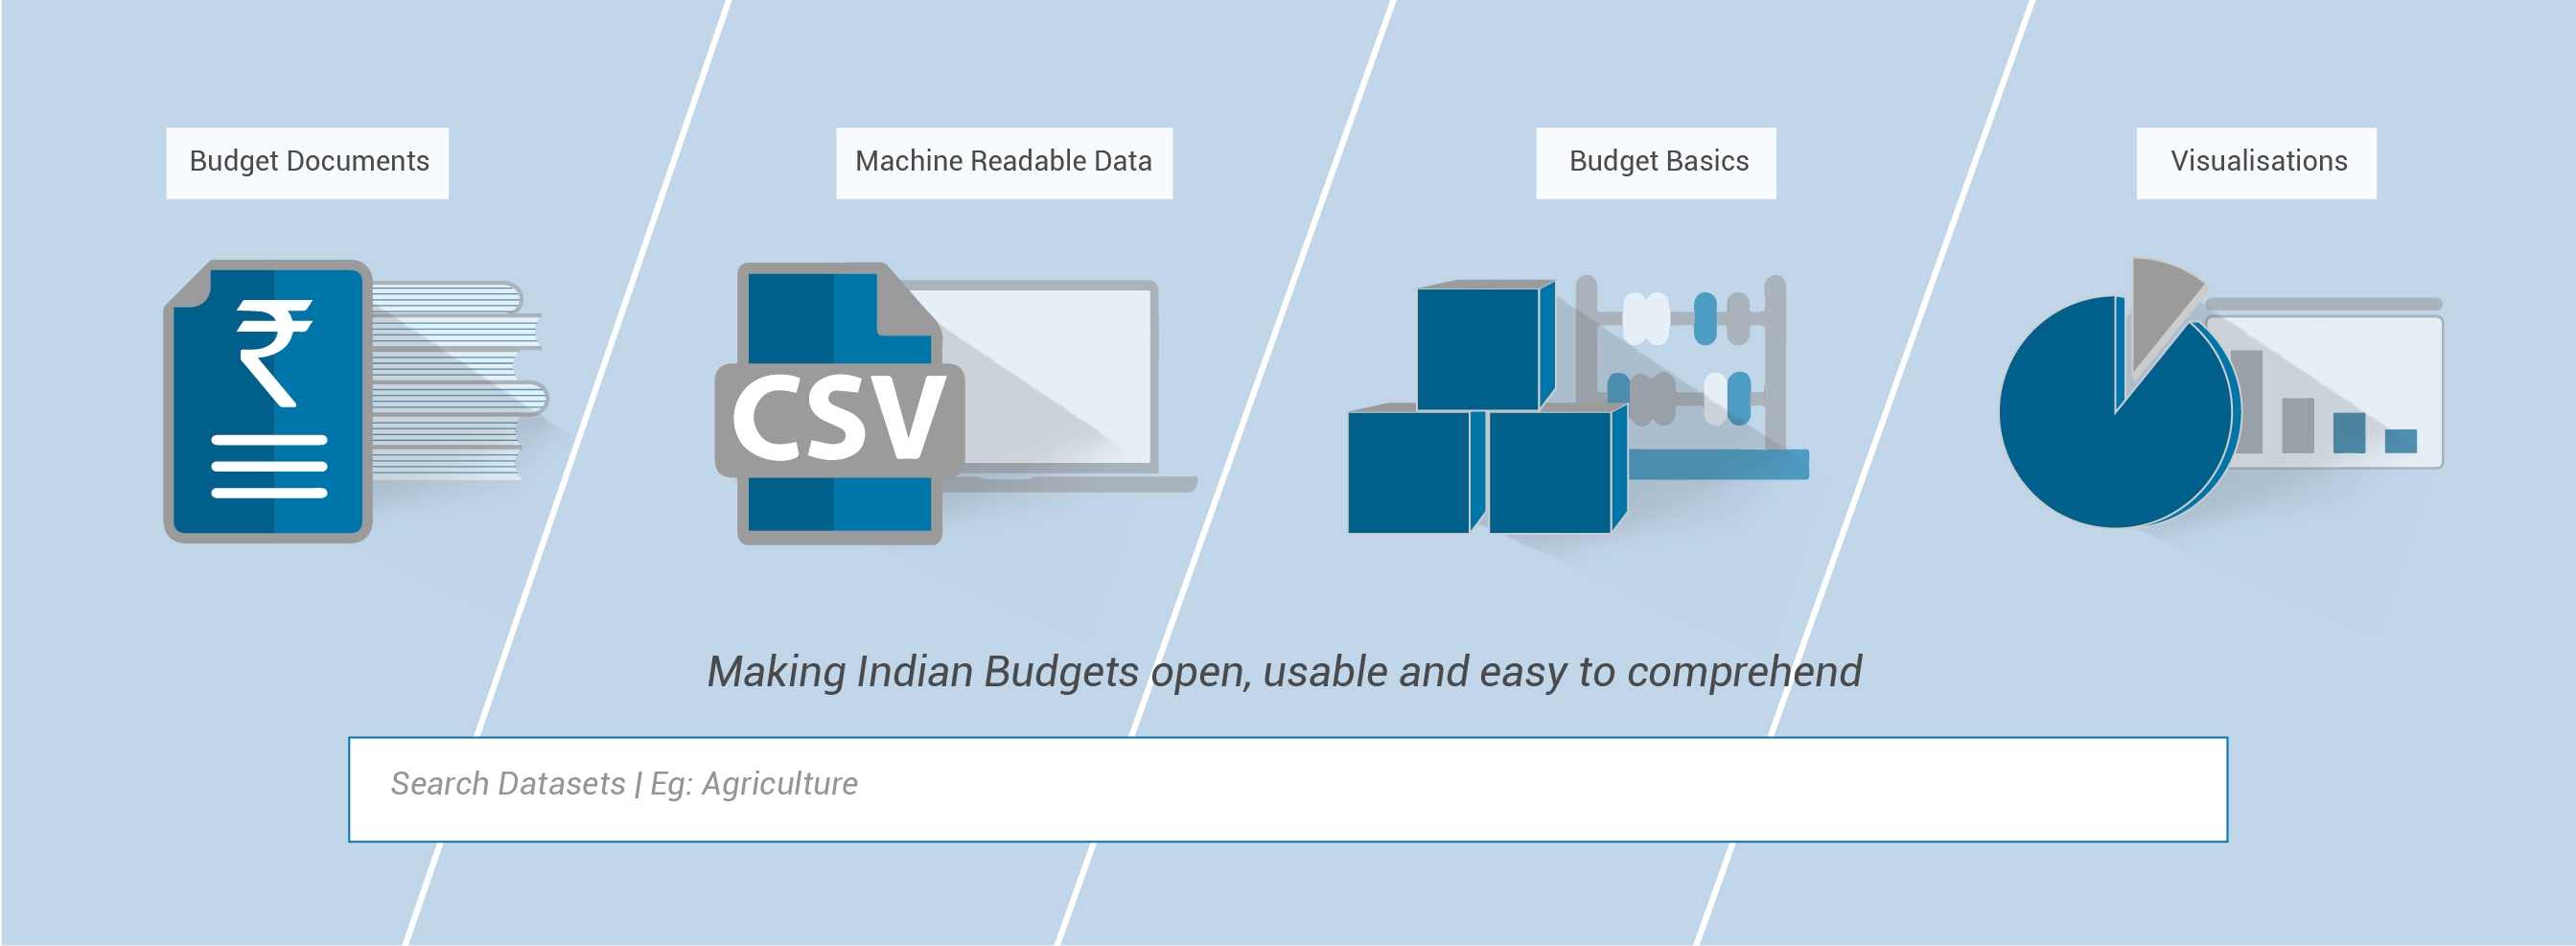 Budget Documents
Machine Readable Data
Budget Basics
Visualisations
₹
CSV
Making Indian Budgets open, usable and easy to comprehend
Search Datasets | Eg: Agriculture